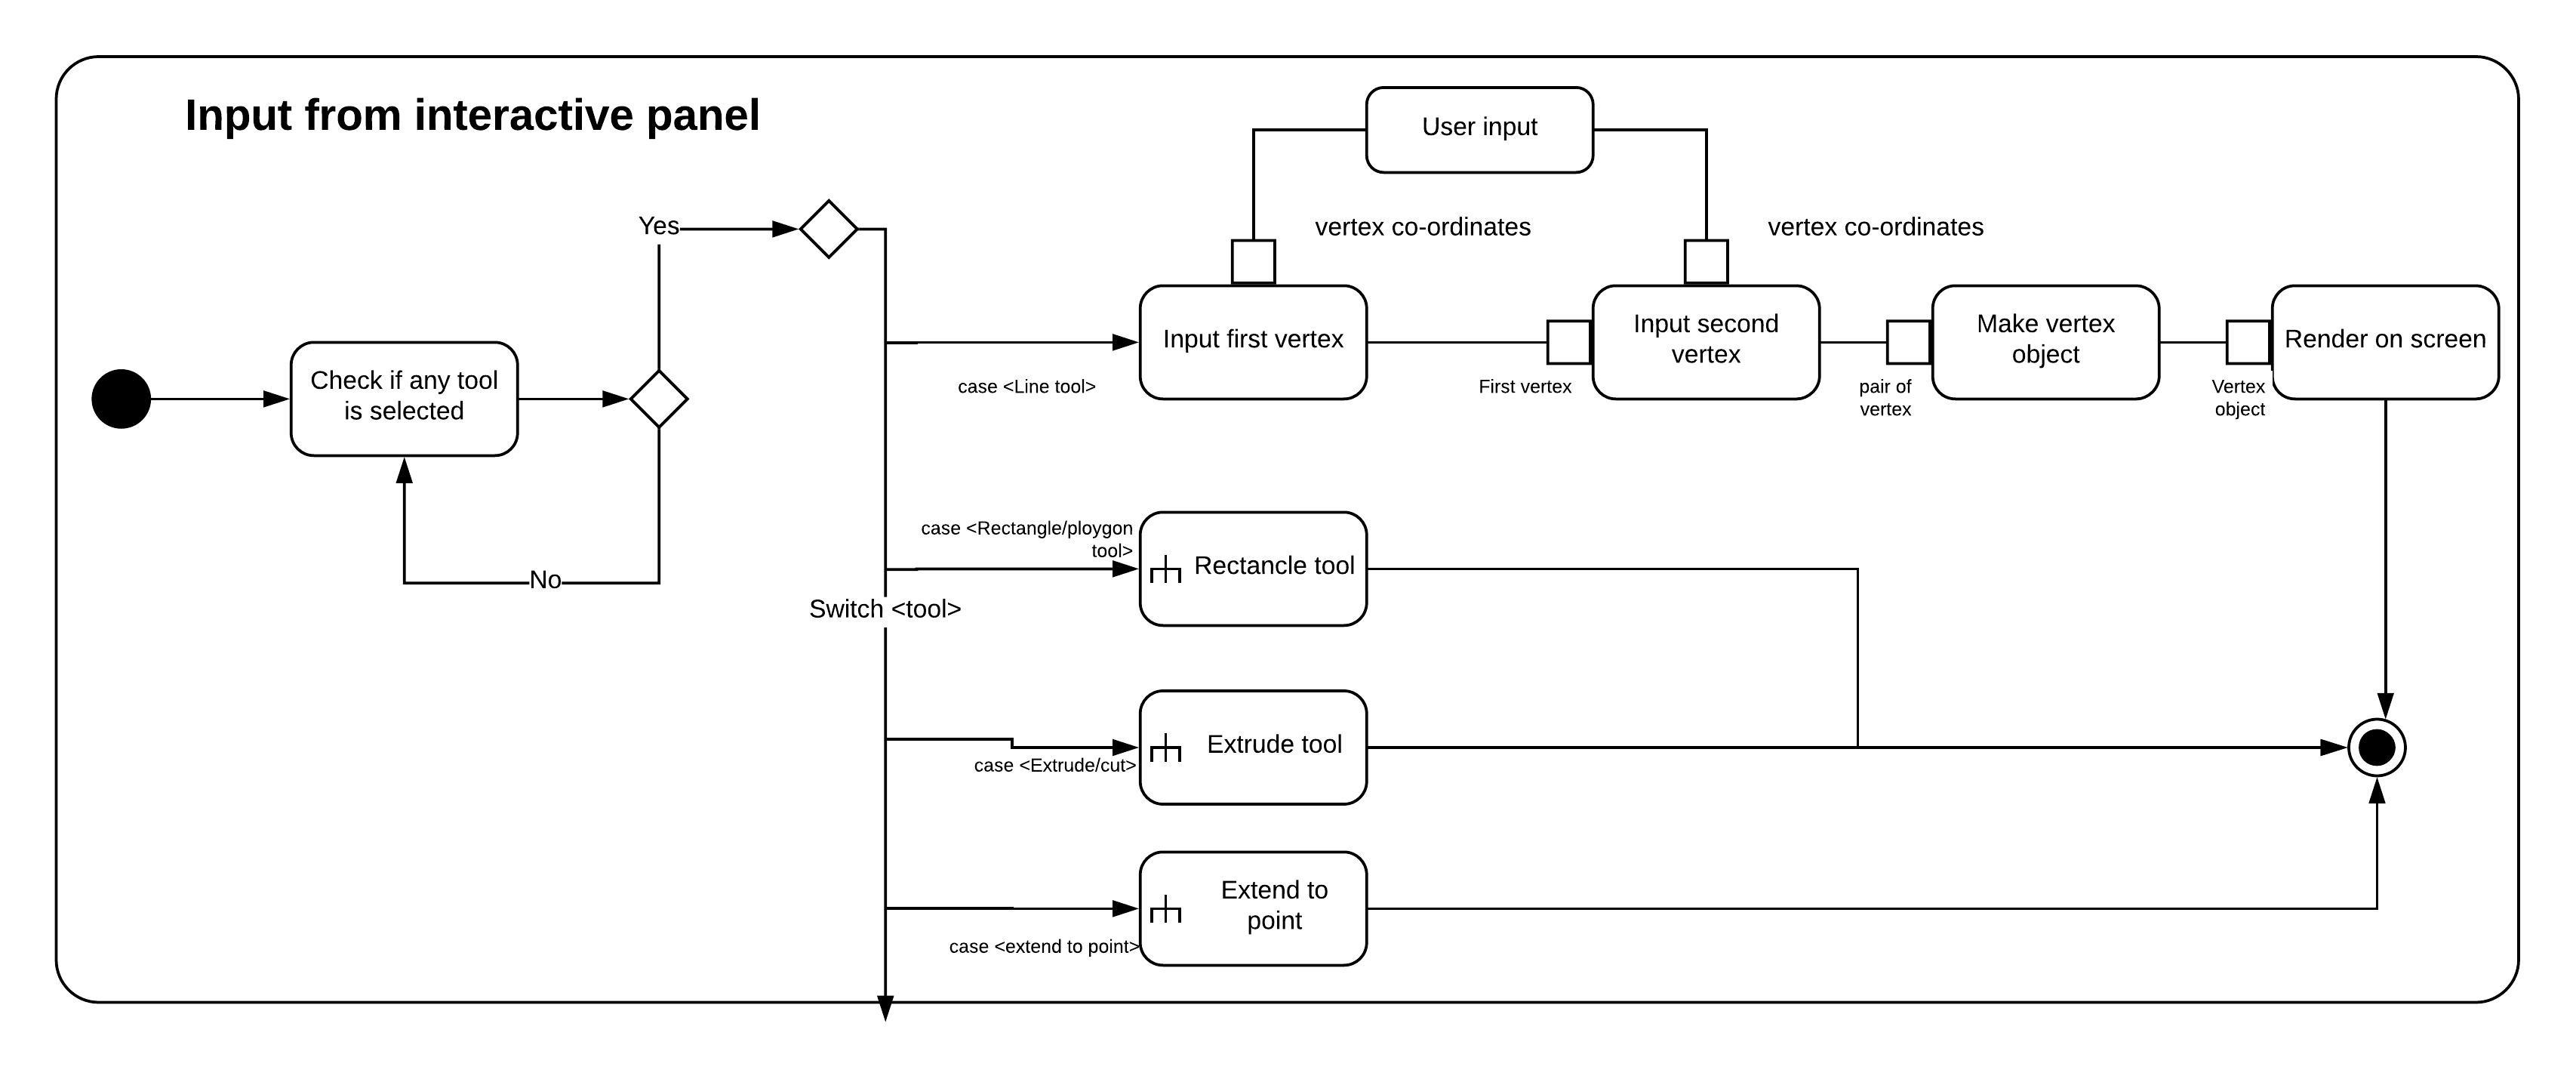 Input from interactive panel
User input
Yes
vertex co-ordinates
vertex co-ordinates
Check if any tool
is selected
Input first vertex
Input second
vertex
Make vertex
object
Render on screen
case <Line tool>
First vertex
pair of
vertex
Vertex
object
No
case <Rectangle/ploygon
tool>
Rectancle tool
Switch <tool>
Extrude tool
case <Extrude/cut>
Extend to
point
case <extend to point>